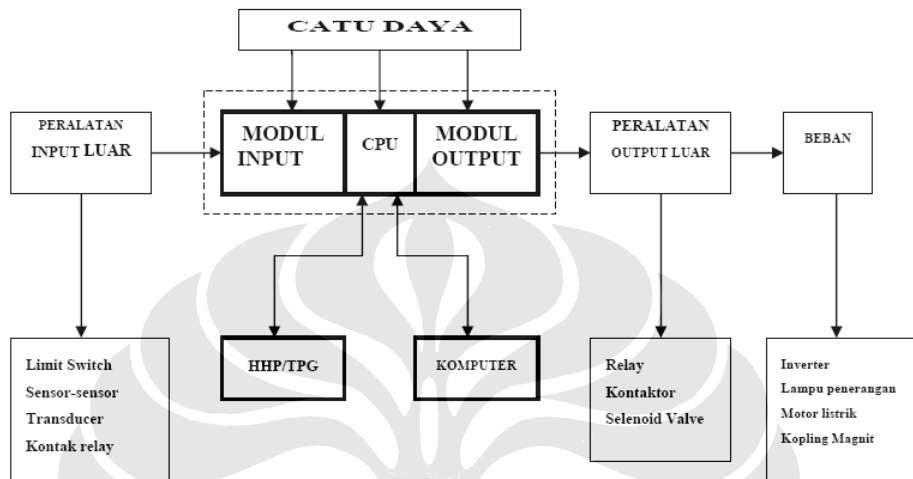 CATU DAYA
PERALATAN
INPUT LUAR
MODUL
INPUT
CPU
MODUL
OUTPUT
PERALATAN
OUTPUT LUAR
BEBAN
HHP/TPG
KOMPUTER
Limit Switch
Sensor-sensor
Transducer
Kontak relay
Relay
Kontaktor
Selenoid Valve
Inverter
Lampu penerangan
Motor listrik
Kopling Magnit